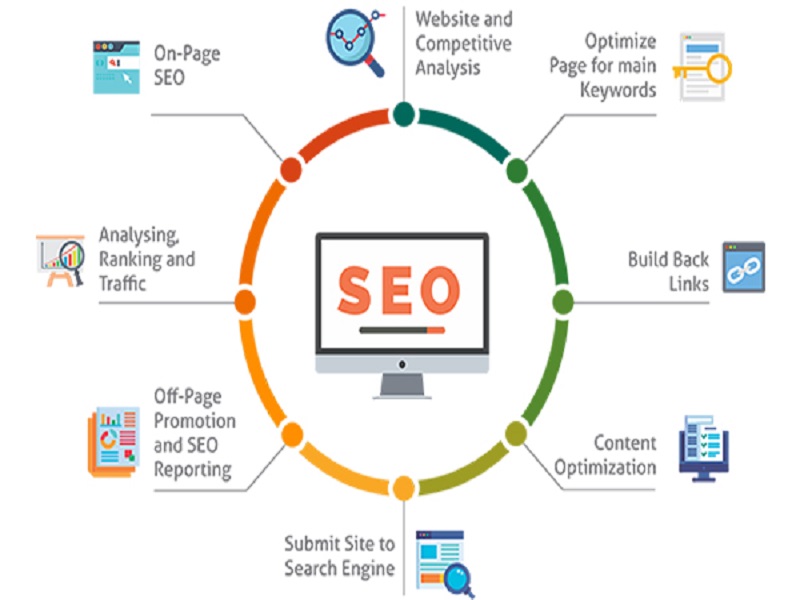 Website and
Competitive
Analysis
Optimize
Page for main
Keywords
Build Back
Links
Content
Optimization
Submit Site to
Search Engine
Off-Page
Promotion
and SEO
Reporting
Analysing,
Ranking and
Traffic
On-Page
SEO
SEO